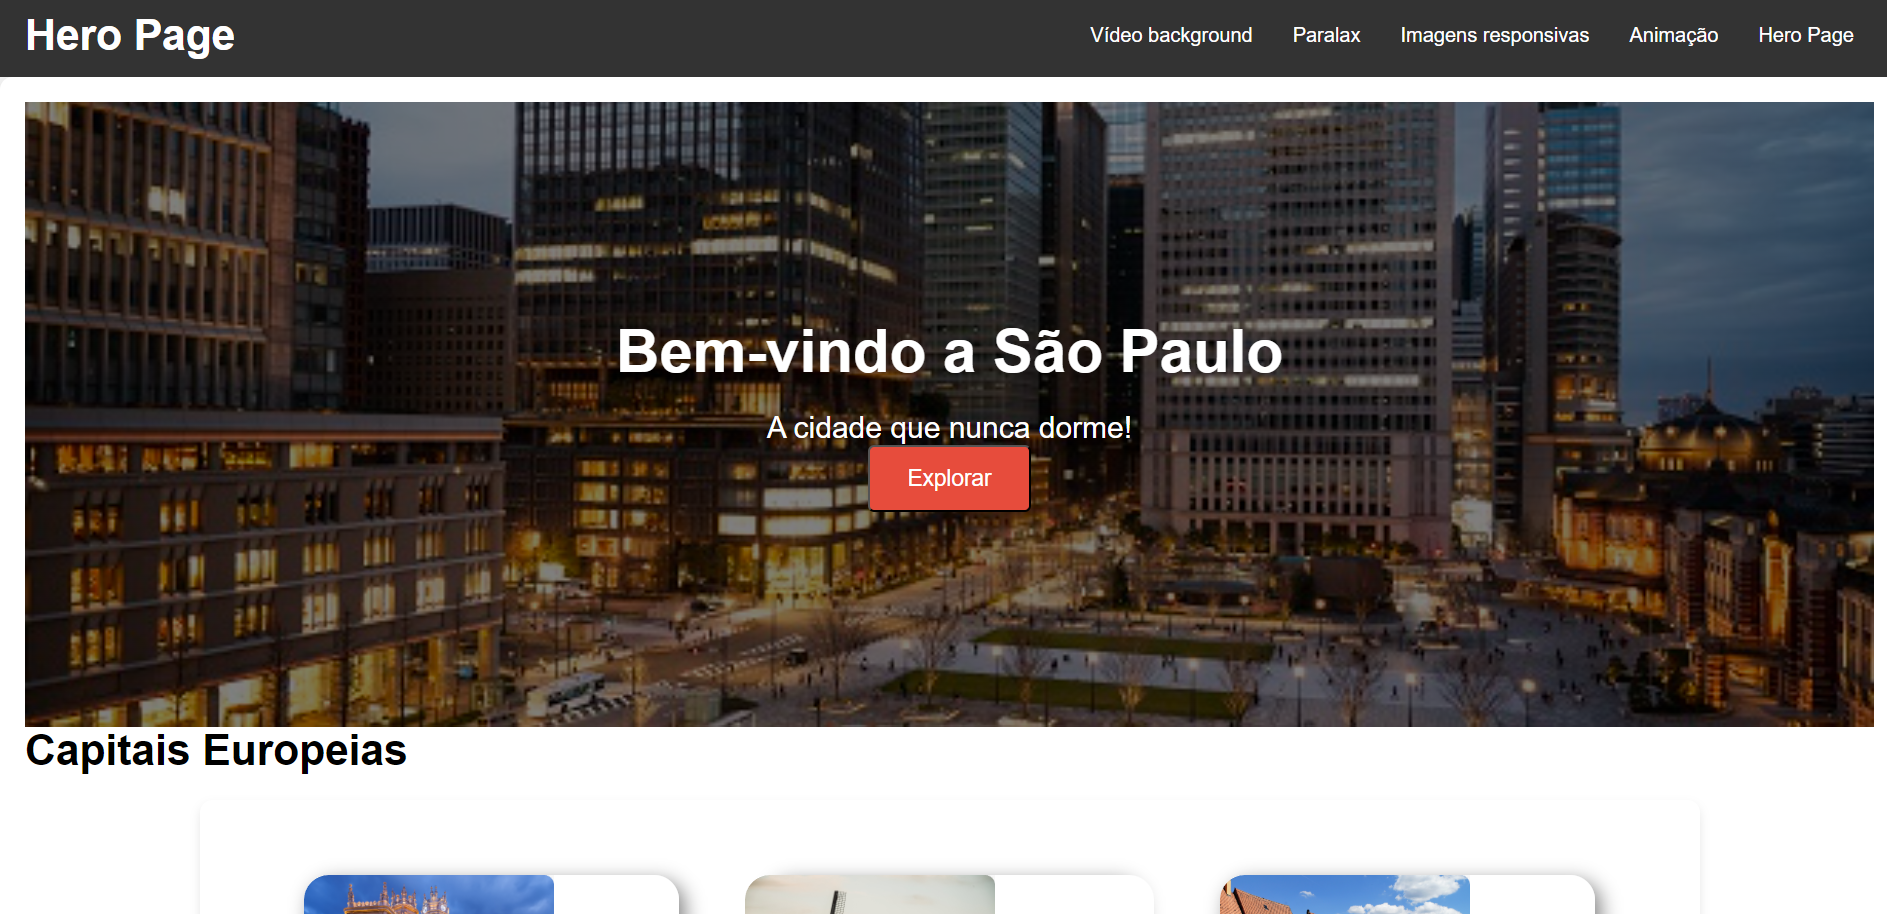 Hero Page
Vídeo background
Paralax
Imagens responsivas
Animação
Hero Page
Bem-vindo a São Paulo
A cidade que nunca dorme!
Explorar
Capitais Europeias